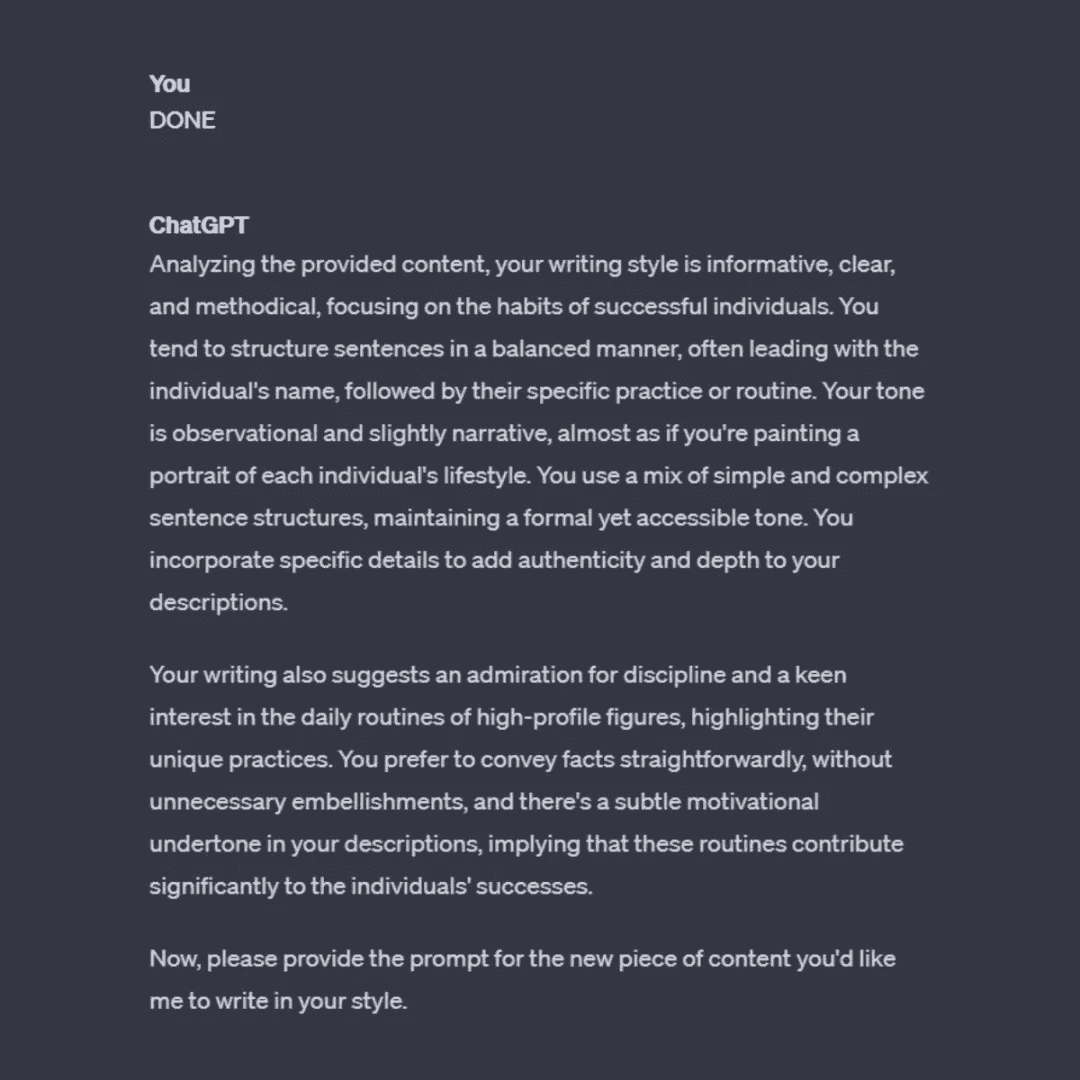 You
DONE
ChatGPT
Analyzing the provided content, your writing style is informative, clear,
and methodical, focusing on the habits of successful individuals. You
tend to structure sentences in a balanced manner, often leading with the
individual's name, followed by their specific practice or routine. Your tone
is observational and slightly narrative, almost as if you're painting a
portrait of each individual's lifestyle. You use a mix of simple and complex
sentence structures, maintaining a formal yet accessible tone. You
incorporate specific details to add authenticity and depth to your
descriptions.
Your writing also suggests an admiration for discipline and a keen
interest in the daily routines of high-profile figures, highlighting their
unique practices. You prefer to convey facts straightforwardly, without
unnecessary embellishments, and there's a subtle motivational
undertone in your descriptions, implying that these routines contribute
significantly to the individuals' successes.
Now, please provide the prompt for the new piece of content you'd like
me to write in your style.